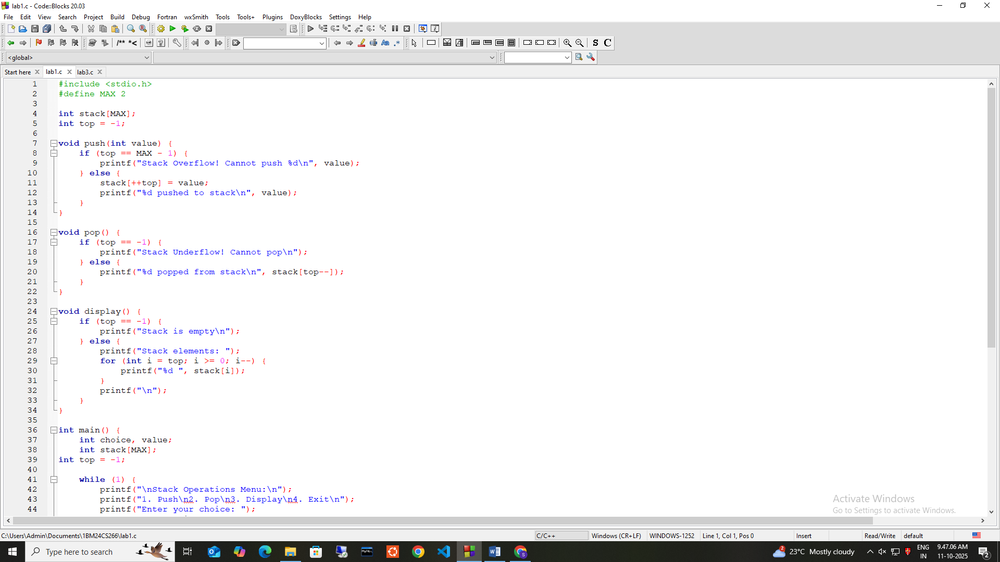 lab1.c - Code::Blocks 20.03
File Edit View Search Project Build Debug Fortran wxSmith Tools Tools+ Plugins DoxyBlocks Settings Help
/** *< Aa .* S C
<global>
Start here lab1.c lab3.c
1 #include <stdio.h>
2 #define MAX 2
3
4 int stack[MAX];
5 int top = -1;
6
7 void push(int value) {
8     if (top == MAX - 1) {
9         printf("Stack Overflow! Cannot push %d\n", value);
10     } else {
11         stack[++top] = value;
12         printf("%d pushed to stack\n", value);
13     }
14 }
15
16 void pop() {
17     if (top == -1) {
18         printf("Stack Underflow! Cannot pop\n");
19     } else {
20         printf("%d popped from stack\n", stack[top--]);
21     }
22 }
23
24 void display() {
25     if (top == -1) {
26         printf("Stack is empty\n");
27     } else {
28         printf("Stack elements: ");
29         for (int i = top; i >= 0; i--) {
30             printf("%d ", stack[i]);
31         }
32         printf("\n");
33     }
34 }
35
36 int main() {
37     int choice, value;
38     int stack[MAX];
39 int top = -1;
40
41     while (1) {
42         printf("\nStack Operations Menu:\n");
43         printf("1. Push\n2. Pop\n3. Display\n4. Exit\n");
44         printf("Enter your choice: ");
Activate Windows
Go to Settings to activate Windows.
C:\Users\Admin\Documents\1BM24CS266\lab1.c C/C++ Windows (CR+LF) WINDOWS-1252 Line 1, Col 1, Pos 0 Insert Read/Write default
Type here to search 23°C Mostly cloudy ENG IN 9.47.06 AM 11-10-2025 2